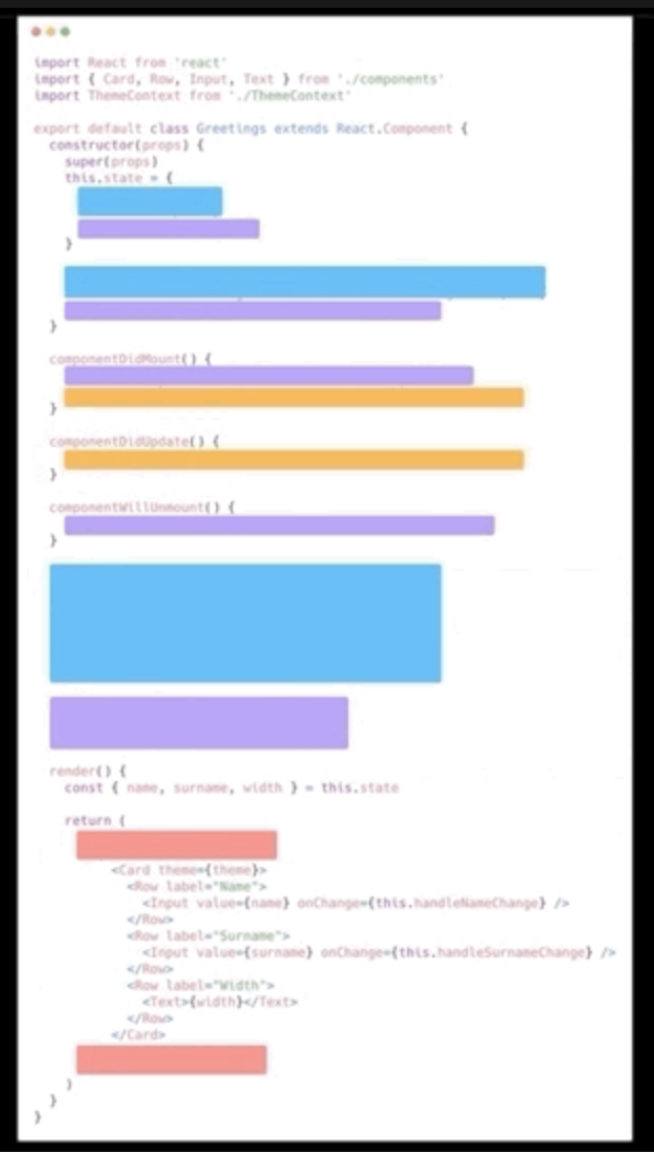 import React from 'react'
import { Card, Row, Input, Text } from './components'
import ThemeContext from './ThemeContext'
export default class Greetings extends React.Component {
constructor(props) {
super(props)
this.state = {
}
}
componentDidMount() {
}
componentDidUpdate() {
}
componentWillUnmount() {
}
render() {
const { name, surname, width } = this.state
return (
<Card theme={theme}>
<Row label="Name">
<Input value={name} onChange={this.handleNameChange} />
</Row>
<Row label="Surname">
<Input value={surname} onChange={this.handleSurnameChange} />
</Row>
<Row label="Width">
<Text>{width}</Text>
</Row>
</Card>
)
}
}